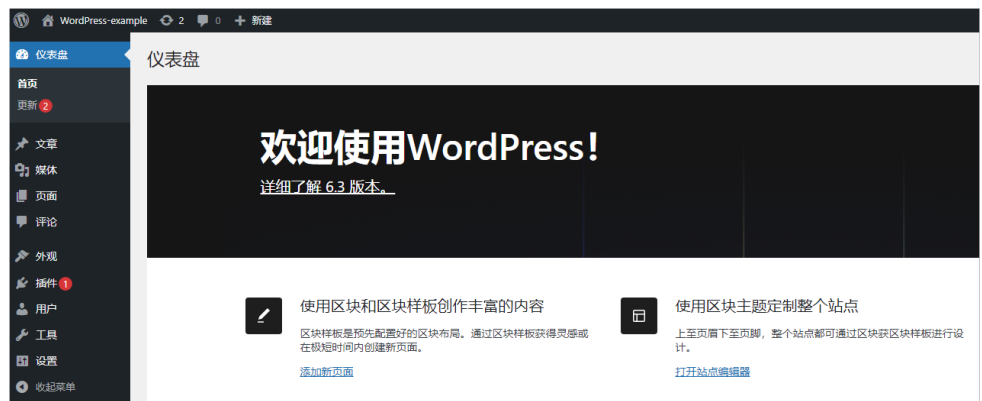 WordPress-example 2 0 新建
仪表盘
首页
更新 2
文章
媒体
页面
评论
外观
插件 1
用户
工具
设置
收起菜单
仪表盘
欢迎使用WordPress！
详细了解 6.3 版本。
使用区块和区块样板创作丰富的内容
区块样板是预先配置好的区块布局。通过区块样板获得灵感或
在极短时间内创建新页面。
添加新页面
使用区块主题定制整个站点
上至页眉下至页脚，整个站点都可通过区块获区块样板进行设
计。
打开站点编辑器